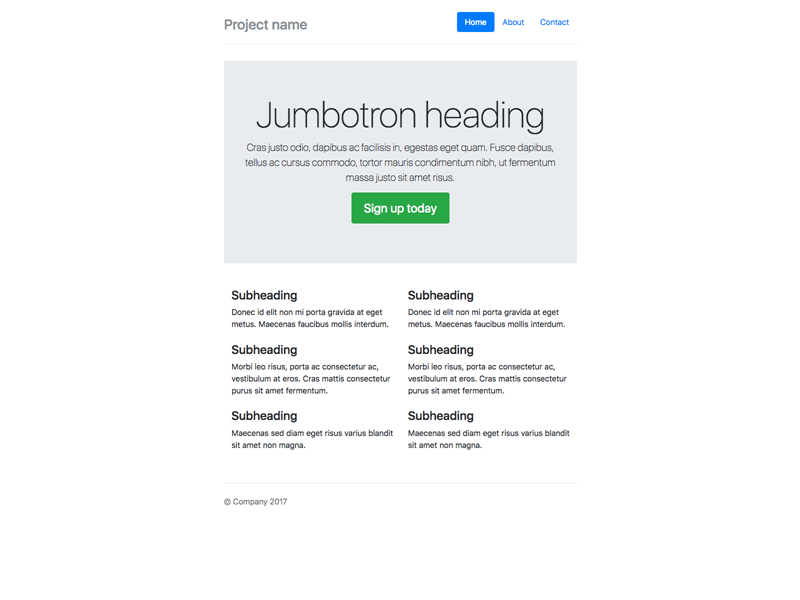 Project name
Home About Contact
Jumbotron heading
Cras justo odio, dapibus ac facilisis in, egestas eget quam. Fusce dapibus,
tellus ac cursus commodo, tortor mauris condimentum nibh, ut fermentum
massa justo sit amet risus.
Sign up today
Subheading
Donec id elit non mi porta gravida at eget
metus. Maecenas faucibus mollis interdum.
Subheading
Morbi leo risus, porta ac consectetur ac,
vestibulum at eros. Cras mattis consectetur
purus sit amet fermentum.
Subheading
Maecenas sed diam eget risus varius blandit
sit amet non magna.
Subheading
Donec id elit non mi porta gravida at eget
metus. Maecenas faucibus mollis interdum.
Subheading
Morbi leo risus, porta ac consectetur ac,
vestibulum at eros. Cras mattis consectetur
purus sit amet fermentum.
Subheading
Maecenas sed diam eget risus varius blandit
sit amet non magna.
© Company 2017